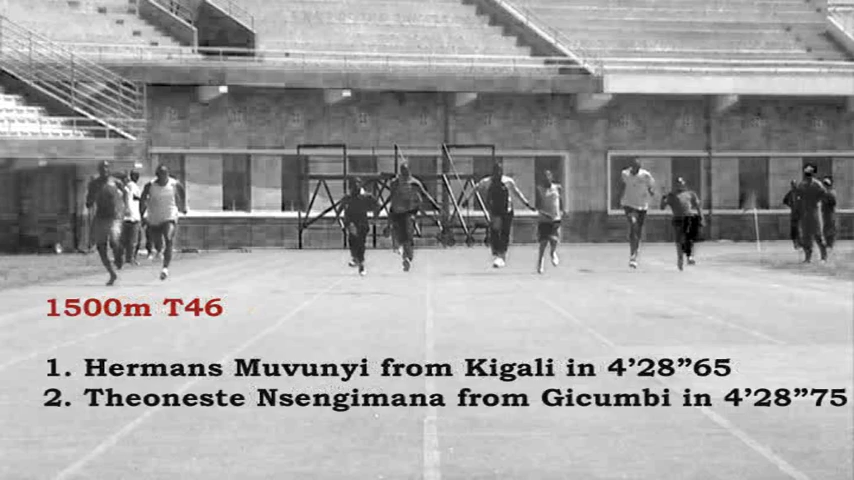 1500m T46
1. Hermans Muvunyi from Kigali in 4’28”65
2. Theoneste Nsengimana from Gicumbi in 4’28”75